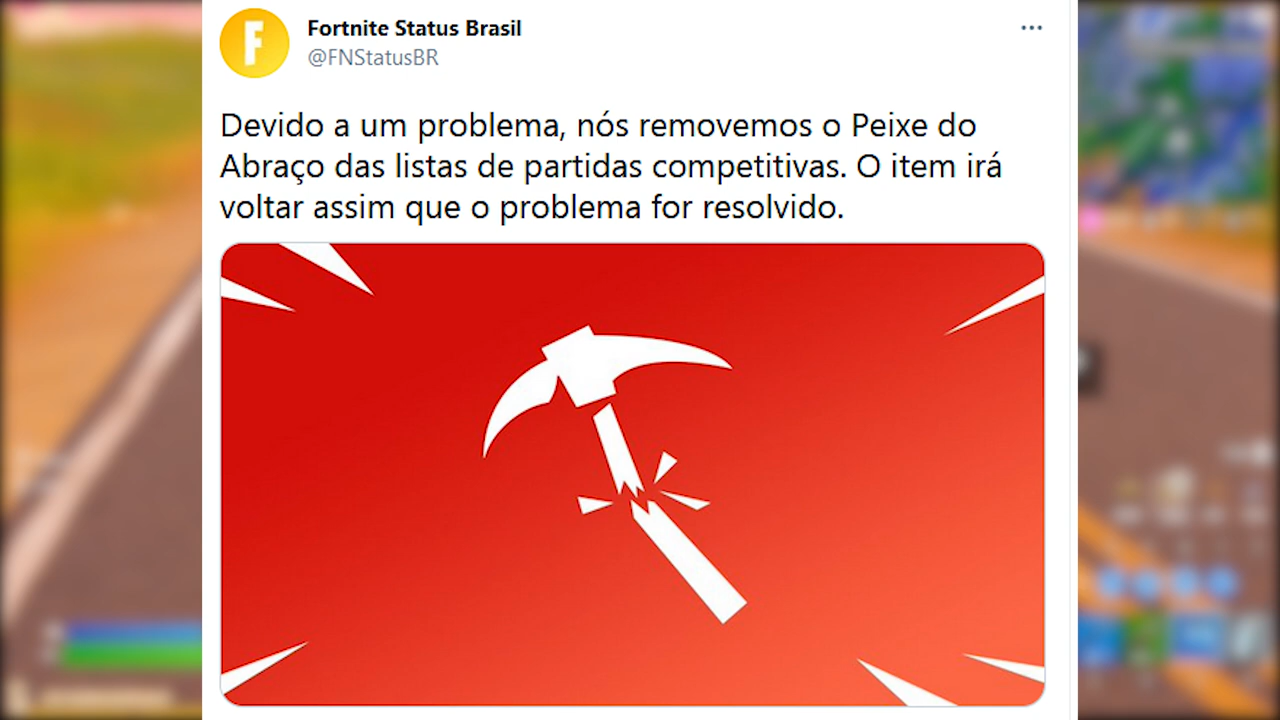 Fortnite Status Brasil
@FNStatusBR
Devido a um problema, nós removemos o Peixe do
Abraço das listas de partidas competitivas. O item irá
voltar assim que o problema for resolvido.